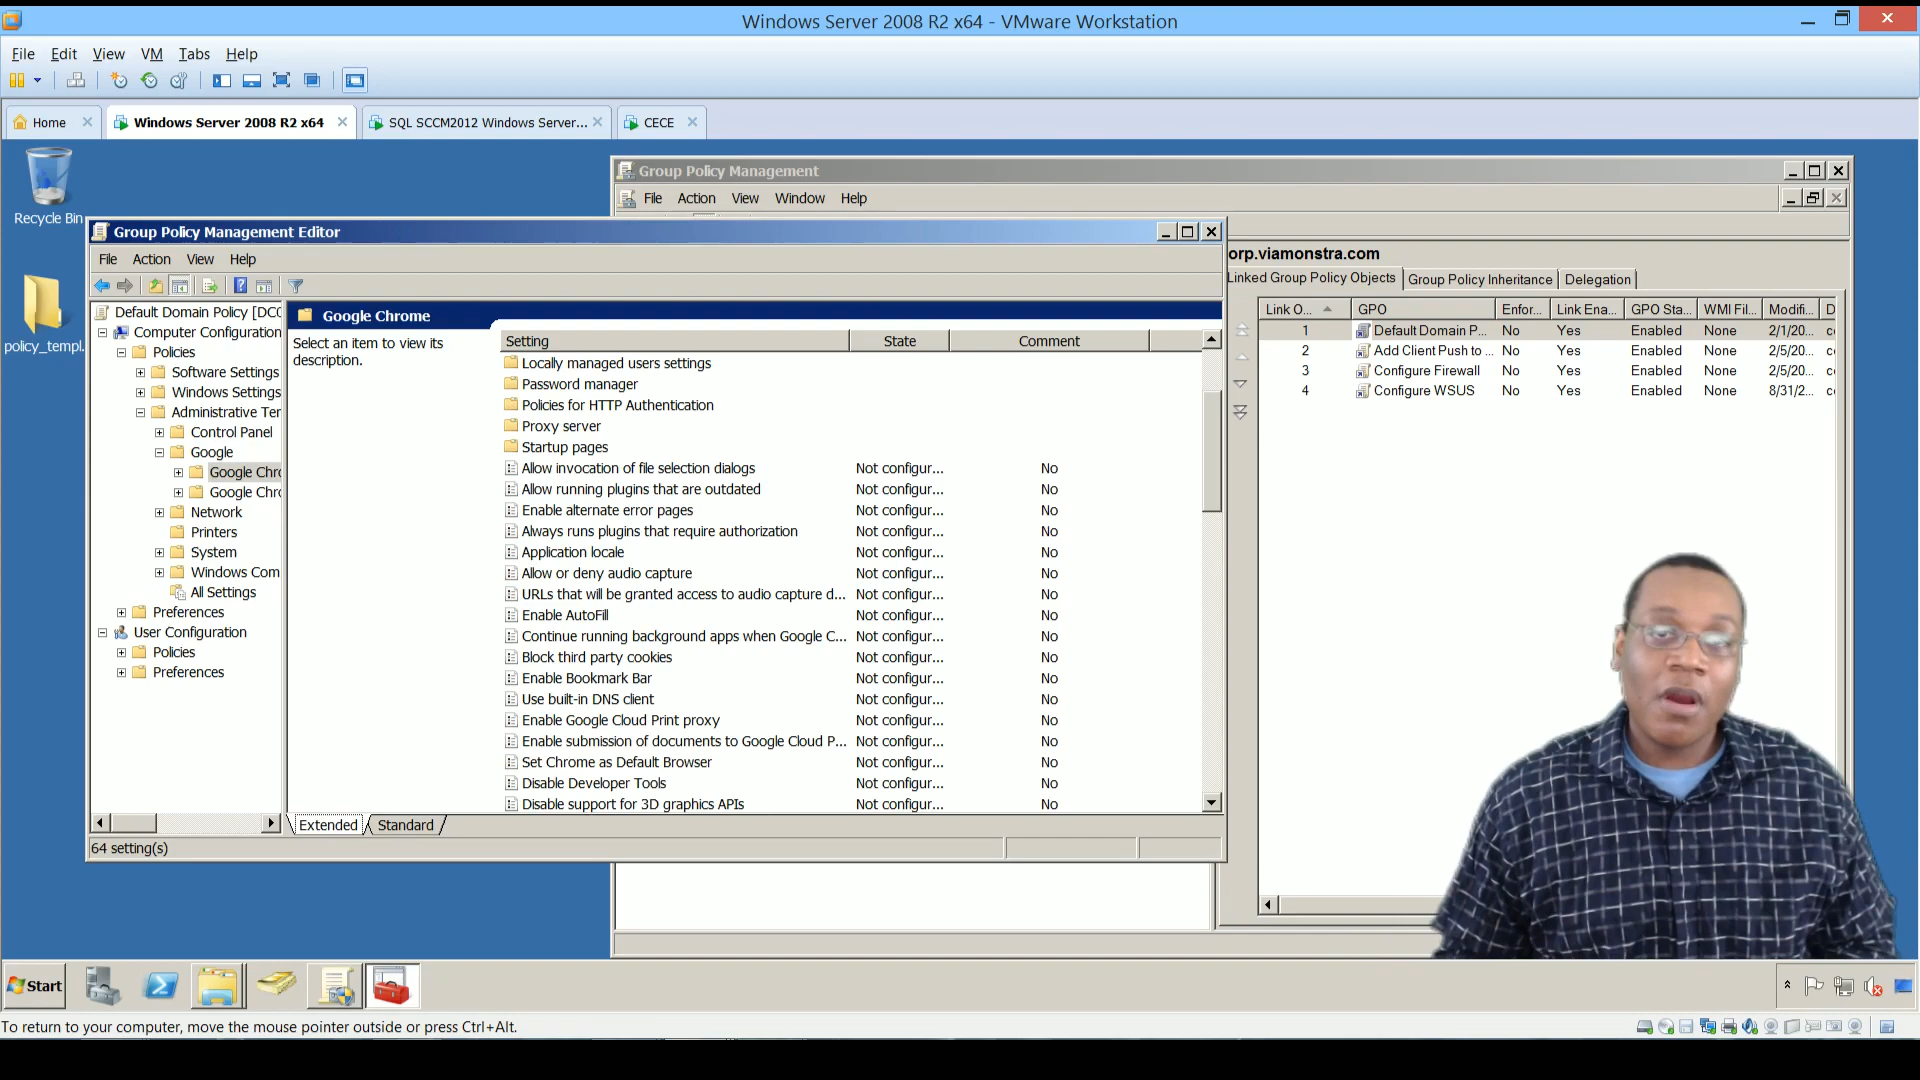 Windows Server 2008 R2 x64 - VMware Workstation
File Edit View VM Tabs Help
Home
Windows Server 2008 R2 x64
SQL SCCM2012 Windows Server...
CECE
Recycle Bin
policy_templ.
Group Policy Management
File Action View Window Help
orp.viamonstra.com
Linked Group Policy Objects Group Policy Inheritance Delegation
Link O... GPO Enfor... Link Ena... GPO Sta... WMI Fil... Modifi... D
1 Default Domain P... No Yes Enabled None 2/1/20... c
2 Add Client Push to ... No Yes Enabled None 2/5/20... c
3 Configure Firewall No Yes Enabled None 2/5/20... c
4 Configure WSUS No Yes Enabled None 8/31/2... c
Group Policy Management Editor
File Action View Help
Default Domain Policy [DC0
Computer Configuration
Policies
Software Settings
Windows Settings
Administrative Ter
Control Panel
Google
Google Chr
Google Chr
Network
Printers
System
Windows Com
All Settings
Preferences
User Configuration
Policies
Preferences
Google Chrome
Select an item to view its
description.
Setting State Comment
Locally managed users settings
Password manager
Policies for HTTP Authentication
Proxy server
Startup pages
Allow invocation of file selection dialogs Not configur... No
Allow running plugins that are outdated Not configur... No
Enable alternate error pages Not configur... No
Always runs plugins that require authorization Not configur... No
Application locale Not configur... No
Allow or deny audio capture Not configur... No
URLs that will be granted access to audio capture d... Not configur... No
Enable AutoFill Not configur... No
Continue running background apps when Google C... Not configur... No
Block third party cookies Not configur... No
Enable Bookmark Bar Not configur... No
Use built-in DNS client Not configur... No
Enable Google Cloud Print proxy Not configur... No
Enable submission of documents to Google Cloud P... Not configur... No
Set Chrome as Default Browser Not configur... No
Disable Developer Tools Not configur... No
Disable support for 3D graphics APIs Not configur... No
Extended Standard
64 setting(s)
Start
To return to your computer, move the mouse pointer outside or press Ctrl+Alt.